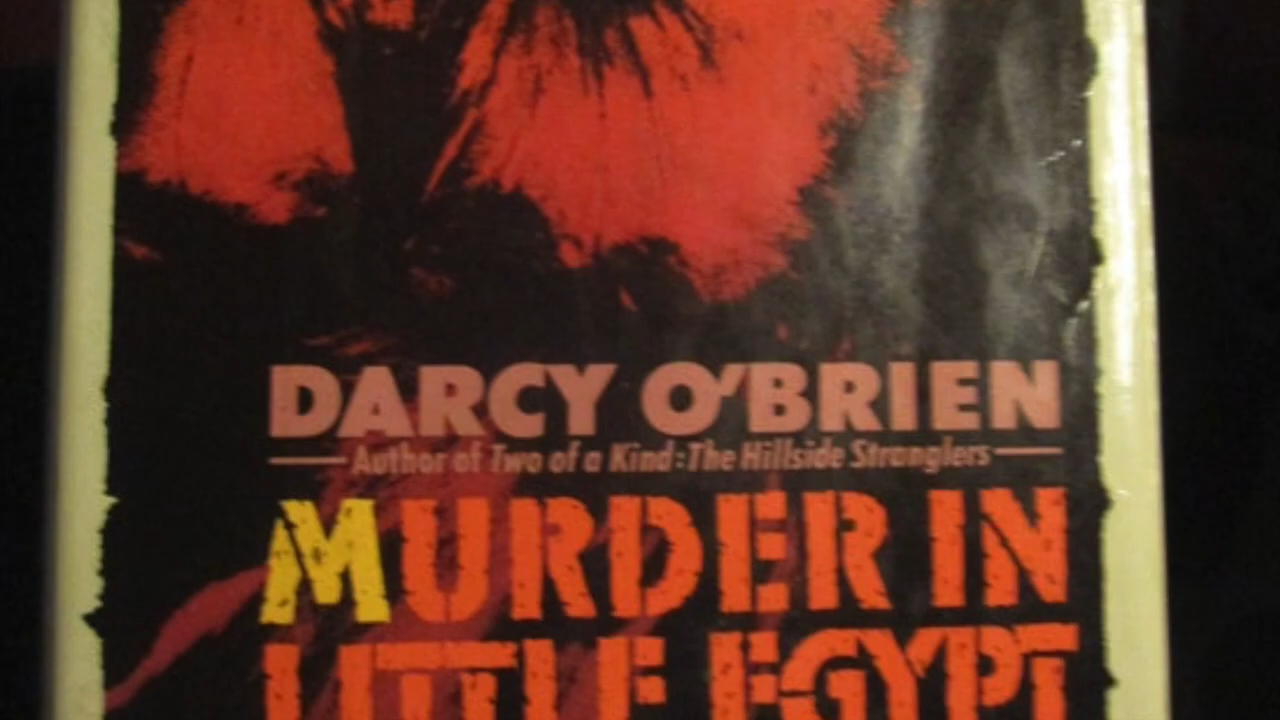 DARCY O'BRIEN
Author of Two of a Kind: The Hillside Stranglers
MURDER IN
LITTLE EGYPT